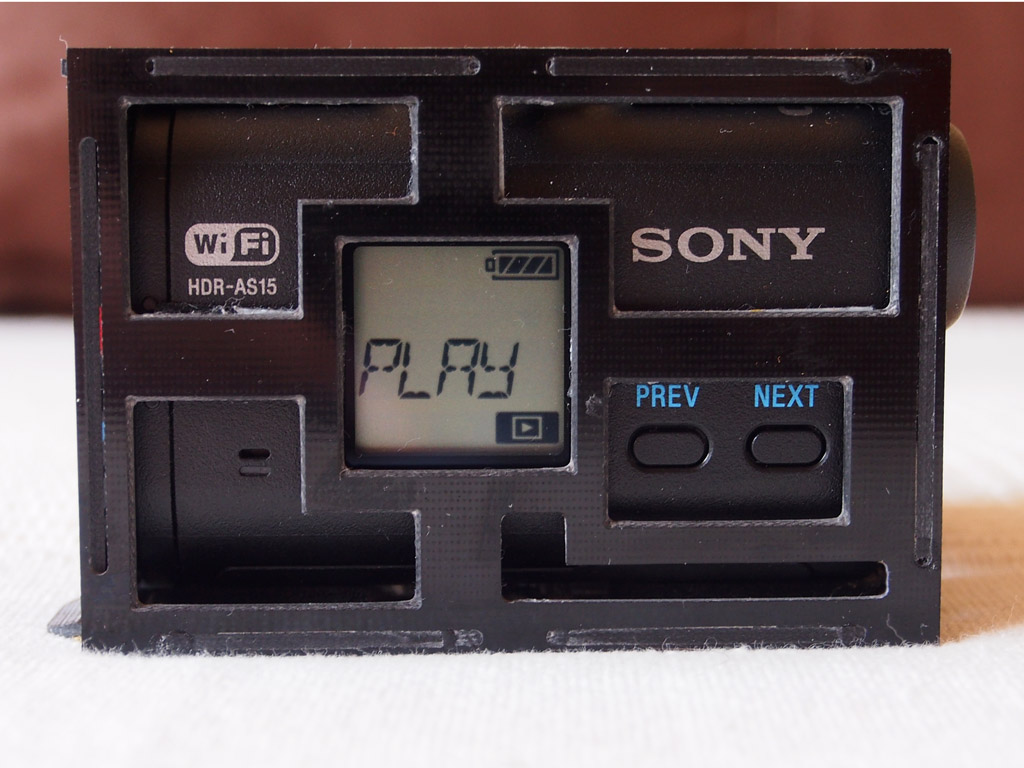 WiFi
HDR-AS15
SONY
PLAY
PREV NEXT